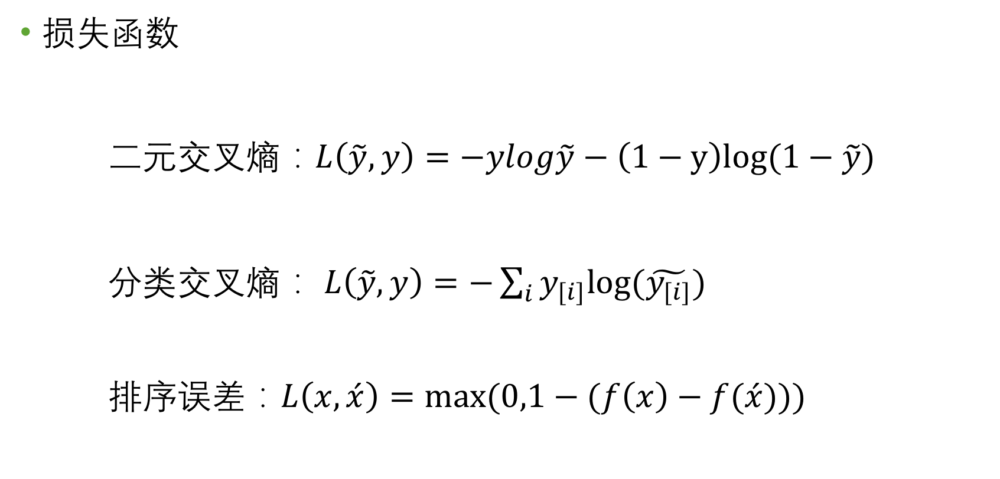 • 损失函数
二元交叉熵：L(ỹ, y) = −ylogỹ − (1 − y)log(1 − ỹ)
分类交叉熵： L(ỹ, y) = −∑ᵢ y[i]log(ỹ[i])
排序误差：L(x, x́) = max(0,1 − (f(x) − f(x́)))